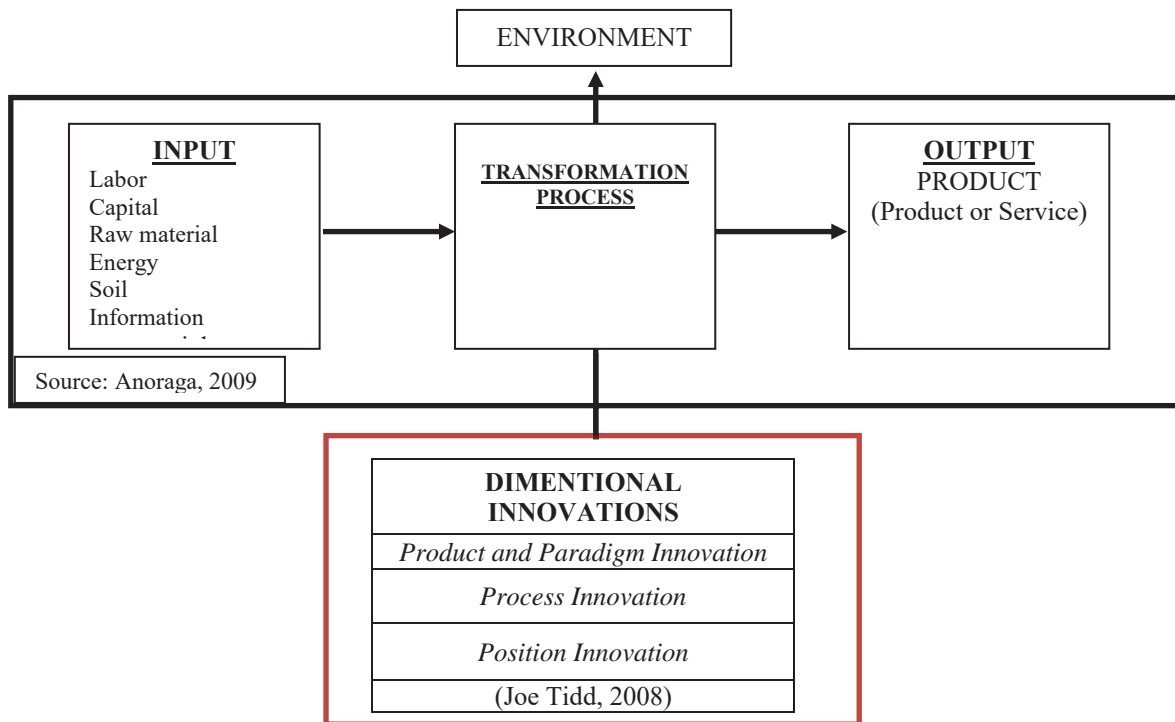 ENVIRONMENT
INPUT
Labor
Capital
Raw material
Energy
Soil
Information
TRANSFORMATION
PROCESS
OUTPUT
PRODUCT
(Product or Service)
Source: Anoraga, 2009
DIMENTIONAL
INNOVATIONS
Product and Paradigm Innovation
Process Innovation
Position Innovation
(Joe Tidd, 2008)